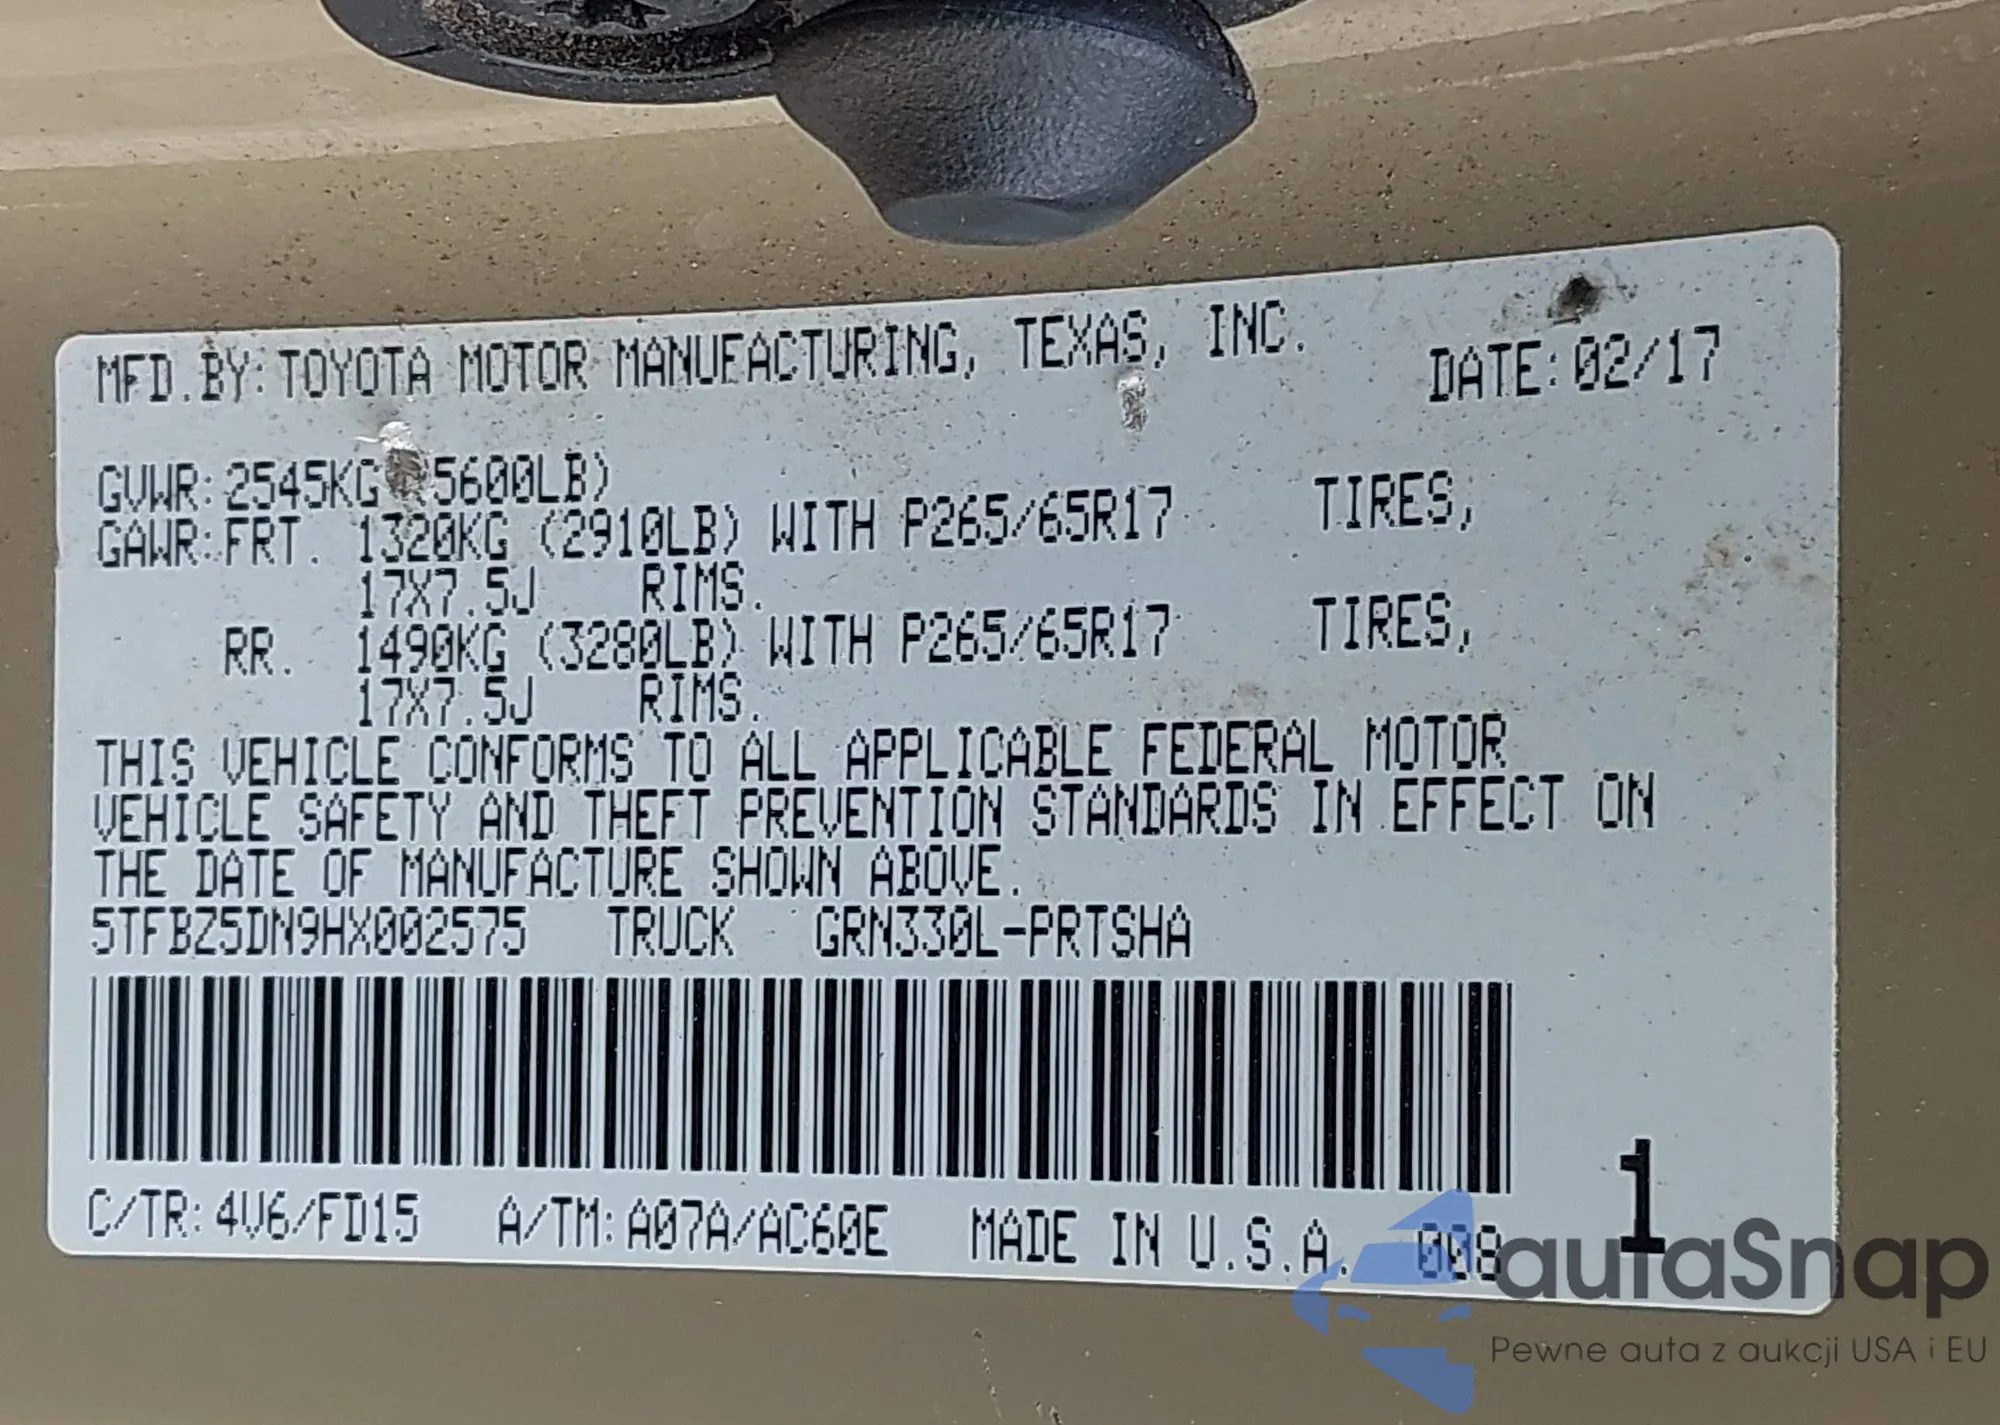 MFD.BY: TOYOTA MOTOR MANUFACTURING, TEXAS, INC. DATE: 02/17
GVWR: 2545KG (5600LB)
GAWR: FRT. 1320KG (2910LB) WITH P265/65R17 TIRES,
17X7.5J RIMS.
RR. 1490KG (3280LB) WITH P265/65R17 TIRES,
17X7.5J RIMS.
THIS VEHICLE CONFORMS TO ALL APPLICABLE FEDERAL MOTOR
VEHICLE SAFETY AND THEFT PREVENTION STANDARDS IN EFFECT ON
THE DATE OF MANUFACTURE SHOWN ABOVE.
5TFBZ5DN9HX002575 TRUCK GRN330L-PRTSHA
C/TR: 4V6/FD15 A/TM: A07A/AC60E MADE IN U.S.A. 008 1
autaSnap
Pewne auta z aukcji USA i EU